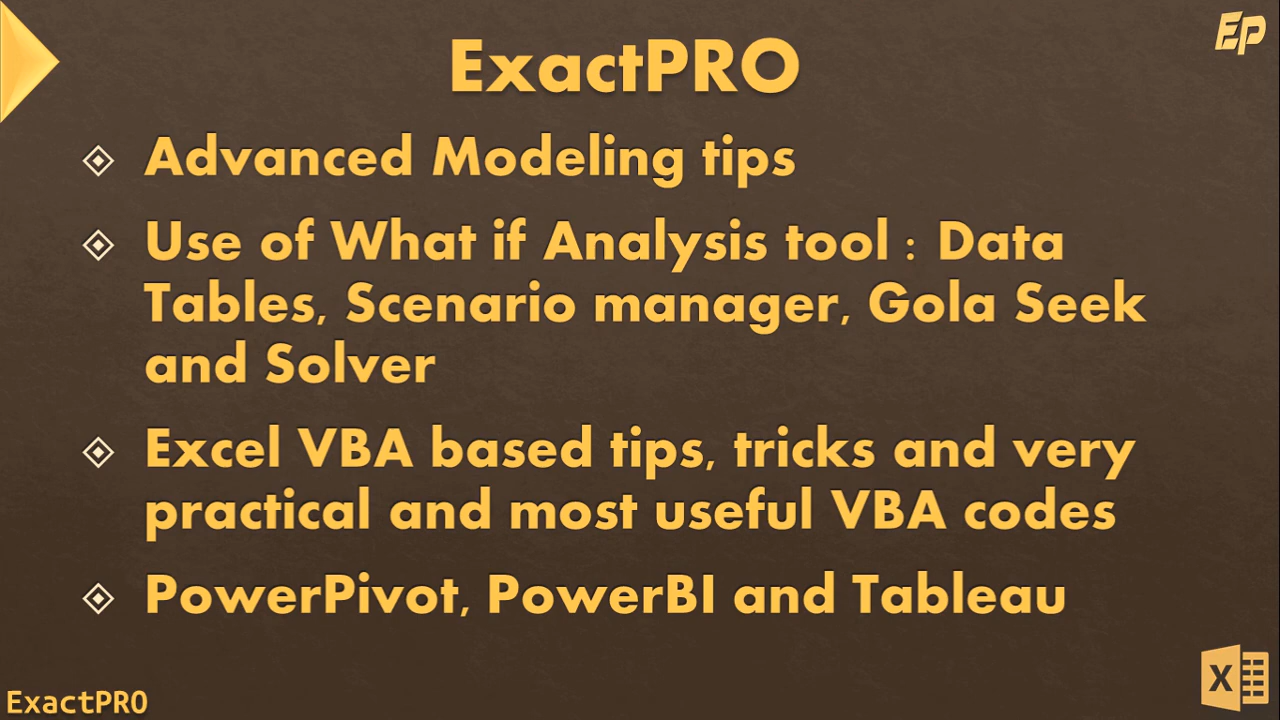 Ep
ExactPRO
Advanced Modeling tips
Use of What if Analysis tool : Data
Tables, Scenario manager, Gola Seek
and Solver
Excel VBA based tips, tricks and very
practical and most useful VBA codes
PowerPivot, PowerBI and Tableau
X
ExactPRO